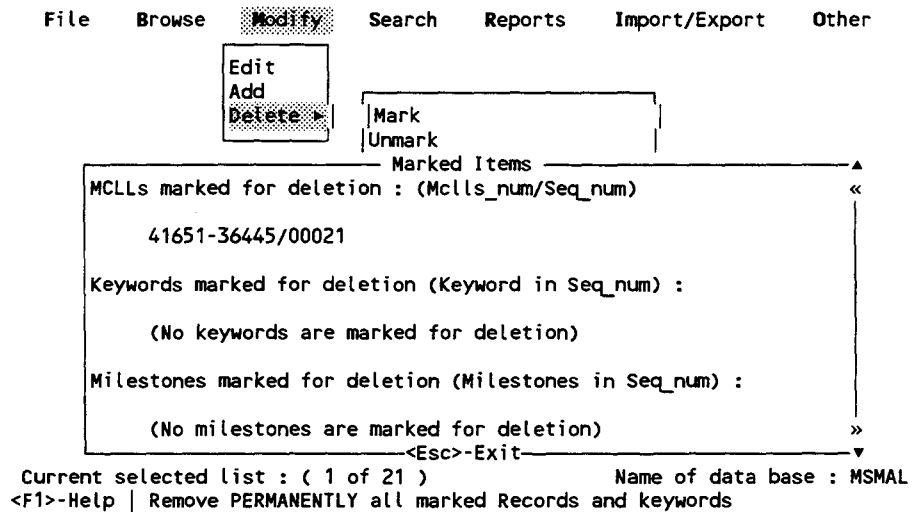 File Browse Modify Search Reports Import/Export Other
Edit
Add
Delete ► Mark
Unmark
Marked Items
MCLLs marked for deletion : (Mclls_num/Seq_num) «
41651-36445/00021
Keywords marked for deletion (Keyword in Seq_num) :
(No keywords are marked for deletion)
Milestones marked for deletion (Milestones in Seq_num) :
(No milestones are marked for deletion) »
<Esc>-Exit
Current selected list : ( 1 of 21 ) Name of data base : MSMAL
<F1>-Help | Remove PERMANENTLY all marked Records and keywords